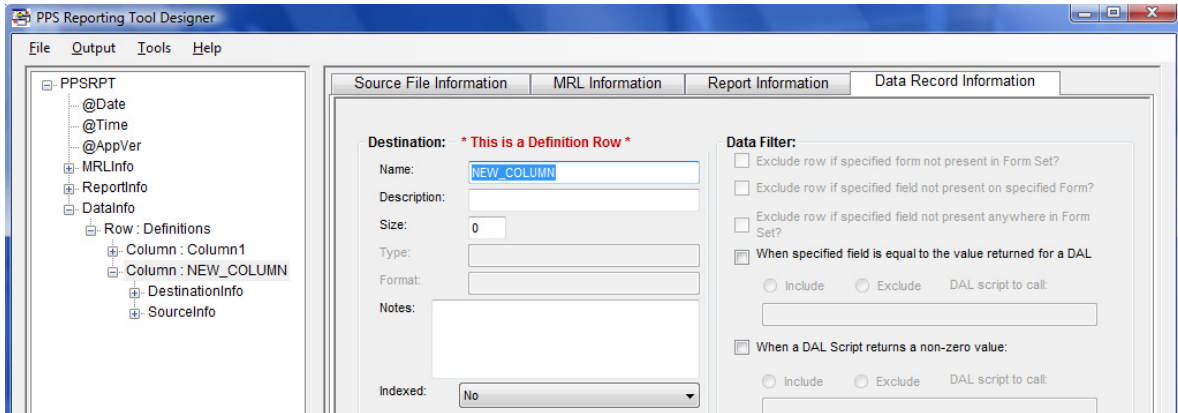 PPS Reporting Tool Designer
File Output Tools Help
PPSRPT
@Date
@Time
@AppVer
MRLInfo
ReportInfo
DataInfo
Row : Definitions
Column : Column1
Column : NEW_COLUMN
DestinationInfo
SourceInfo
Source File Information MRL Information Report Information Data Record Information
Destination: * This is a Definition Row *
Name: NEW_COLUMN
Description:
Size: 0
Type:
Format:
Notes:
Indexed: No
Data Filter:
Exclude row if specified form not present in Form Set?
Exclude row if specified field not present on specified Form?
Exclude row if specified field not present anywhere in Form
Set?
When specified field is equal to the value returned for a DAL
Include Exclude DAL script to call:
When a DAL Script returns a non-zero value:
Include Exclude DAL script to call: